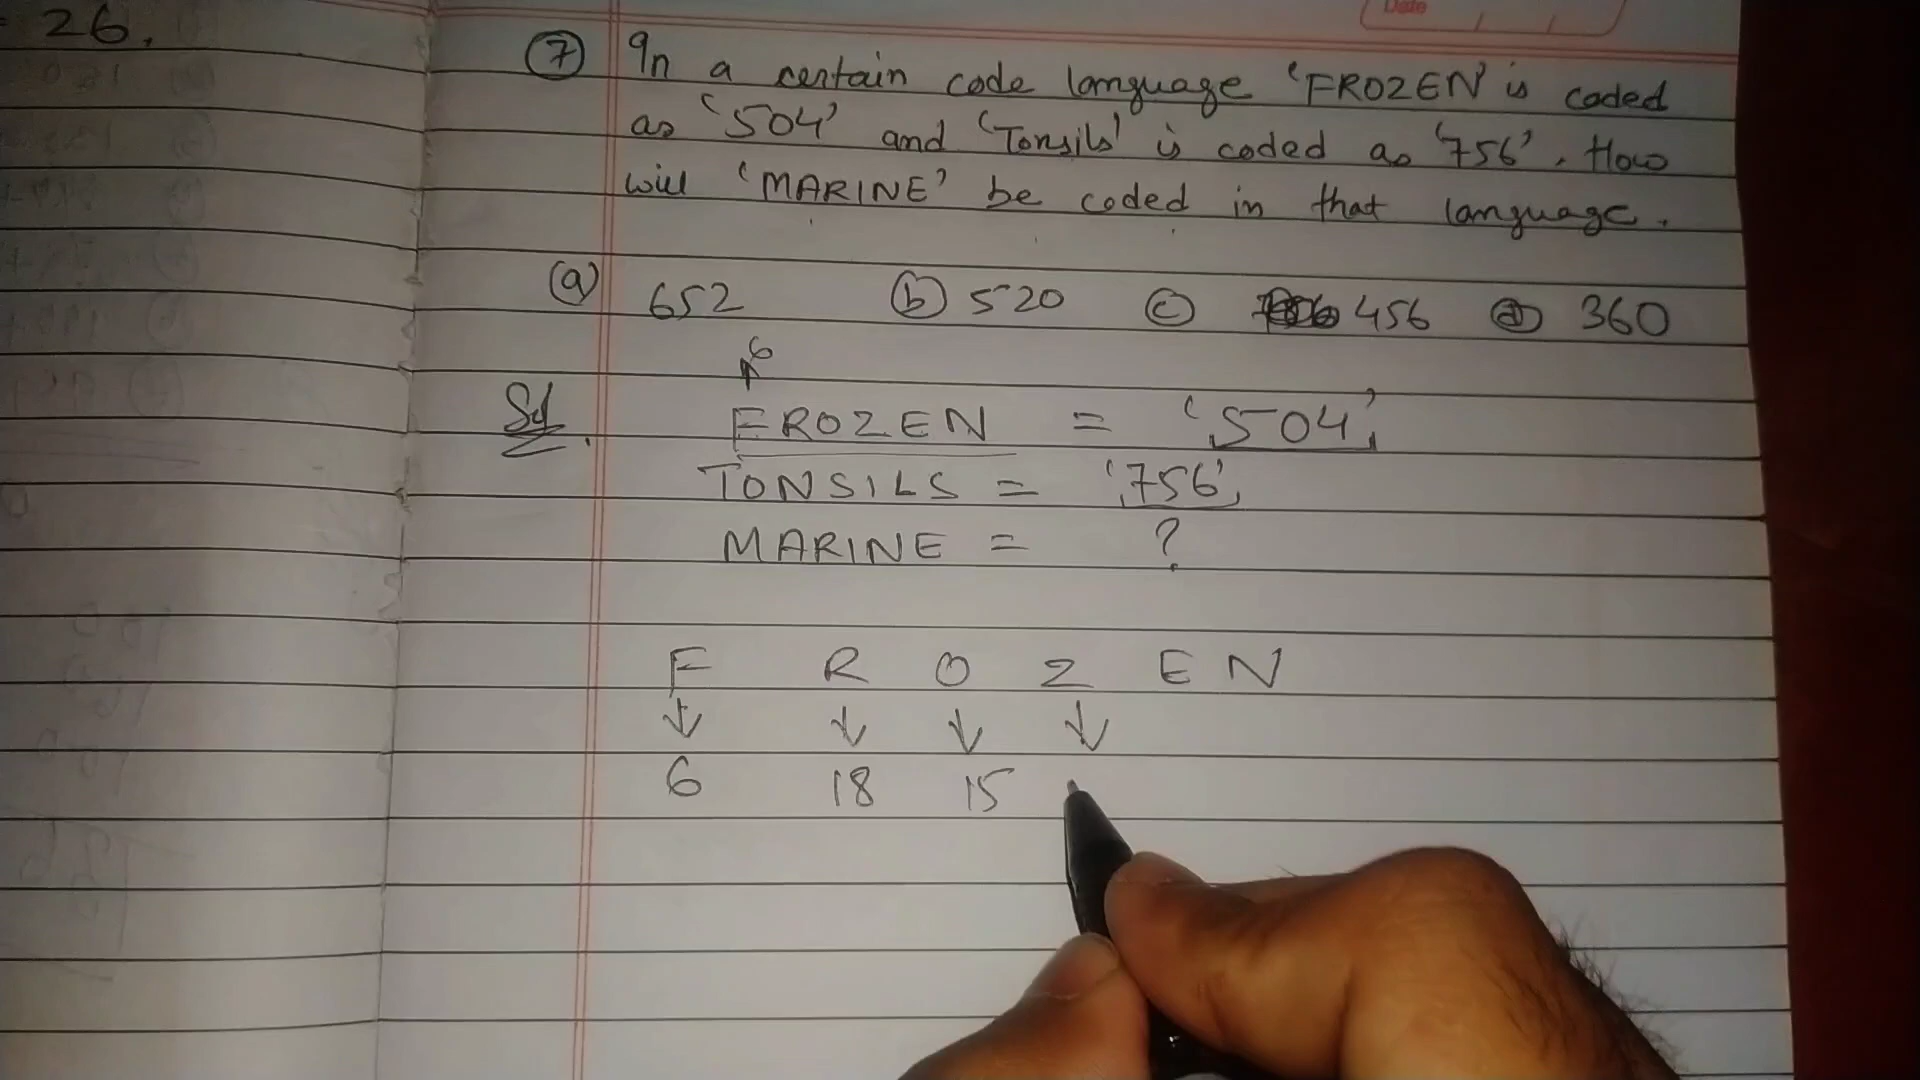 26.
Date
7 In a certain code language 'FROZEN' is coded
as '504' and 'Tonsils' is coded as '756'. How
will 'MARINE' be coded in that language.
(a) 652 (b) 520 (c) 456 (d) 360
6
Sol. FROZEN = '504'
TONSILS = '756'
MARINE = ?
F R O Z E N
6 18 15